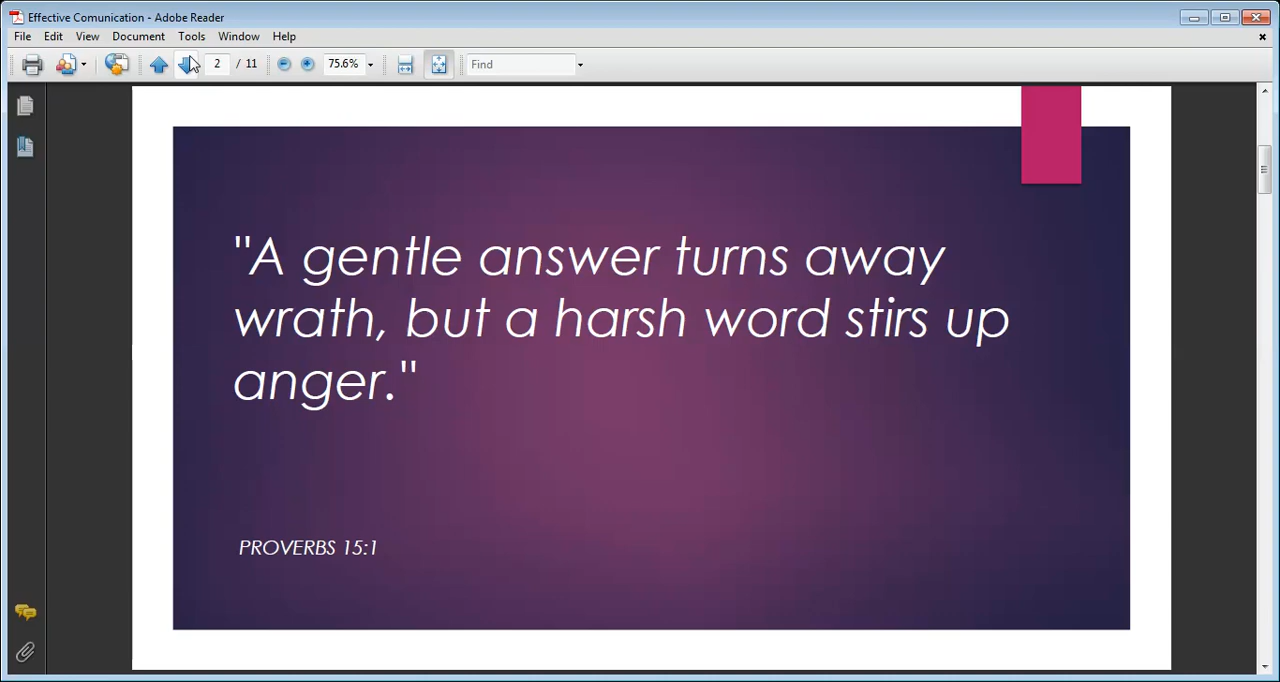 Effective Comunication - Adobe Reader
File Edit View Document Tools Window Help
2 / 11 75.6% Find
"A gentle answer turns away
wrath, but a harsh word stirs up
anger."
PROVERBS 15:1